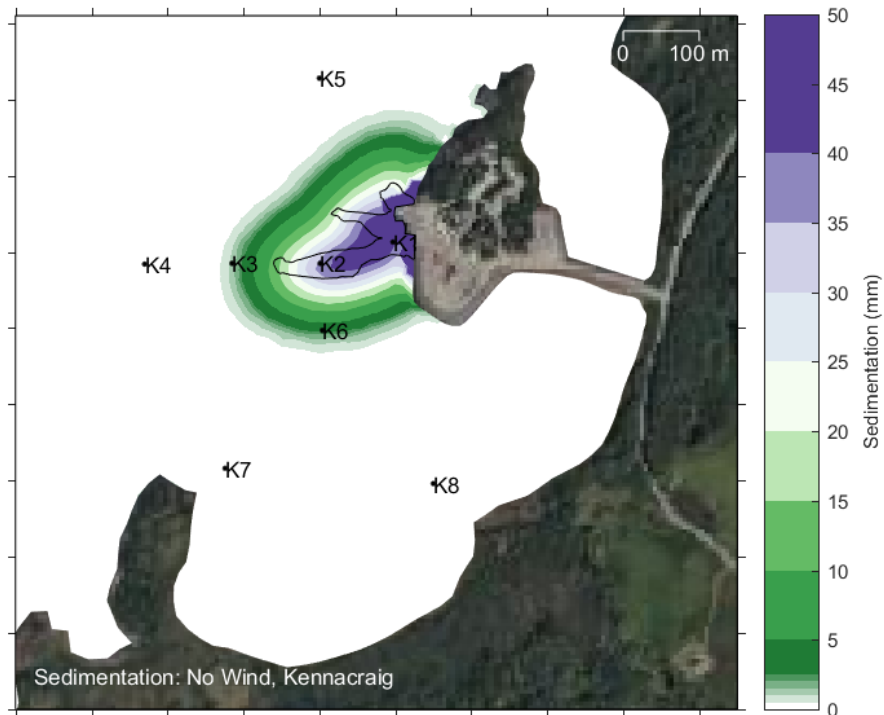 50
0 100 m
K5
45
40
35
K1
K4 K3 K2
30
Sedimentation (mm)
25
K6
20
15
K7
K8
10
5
Sedimentation: No Wind, Kennacraig
0